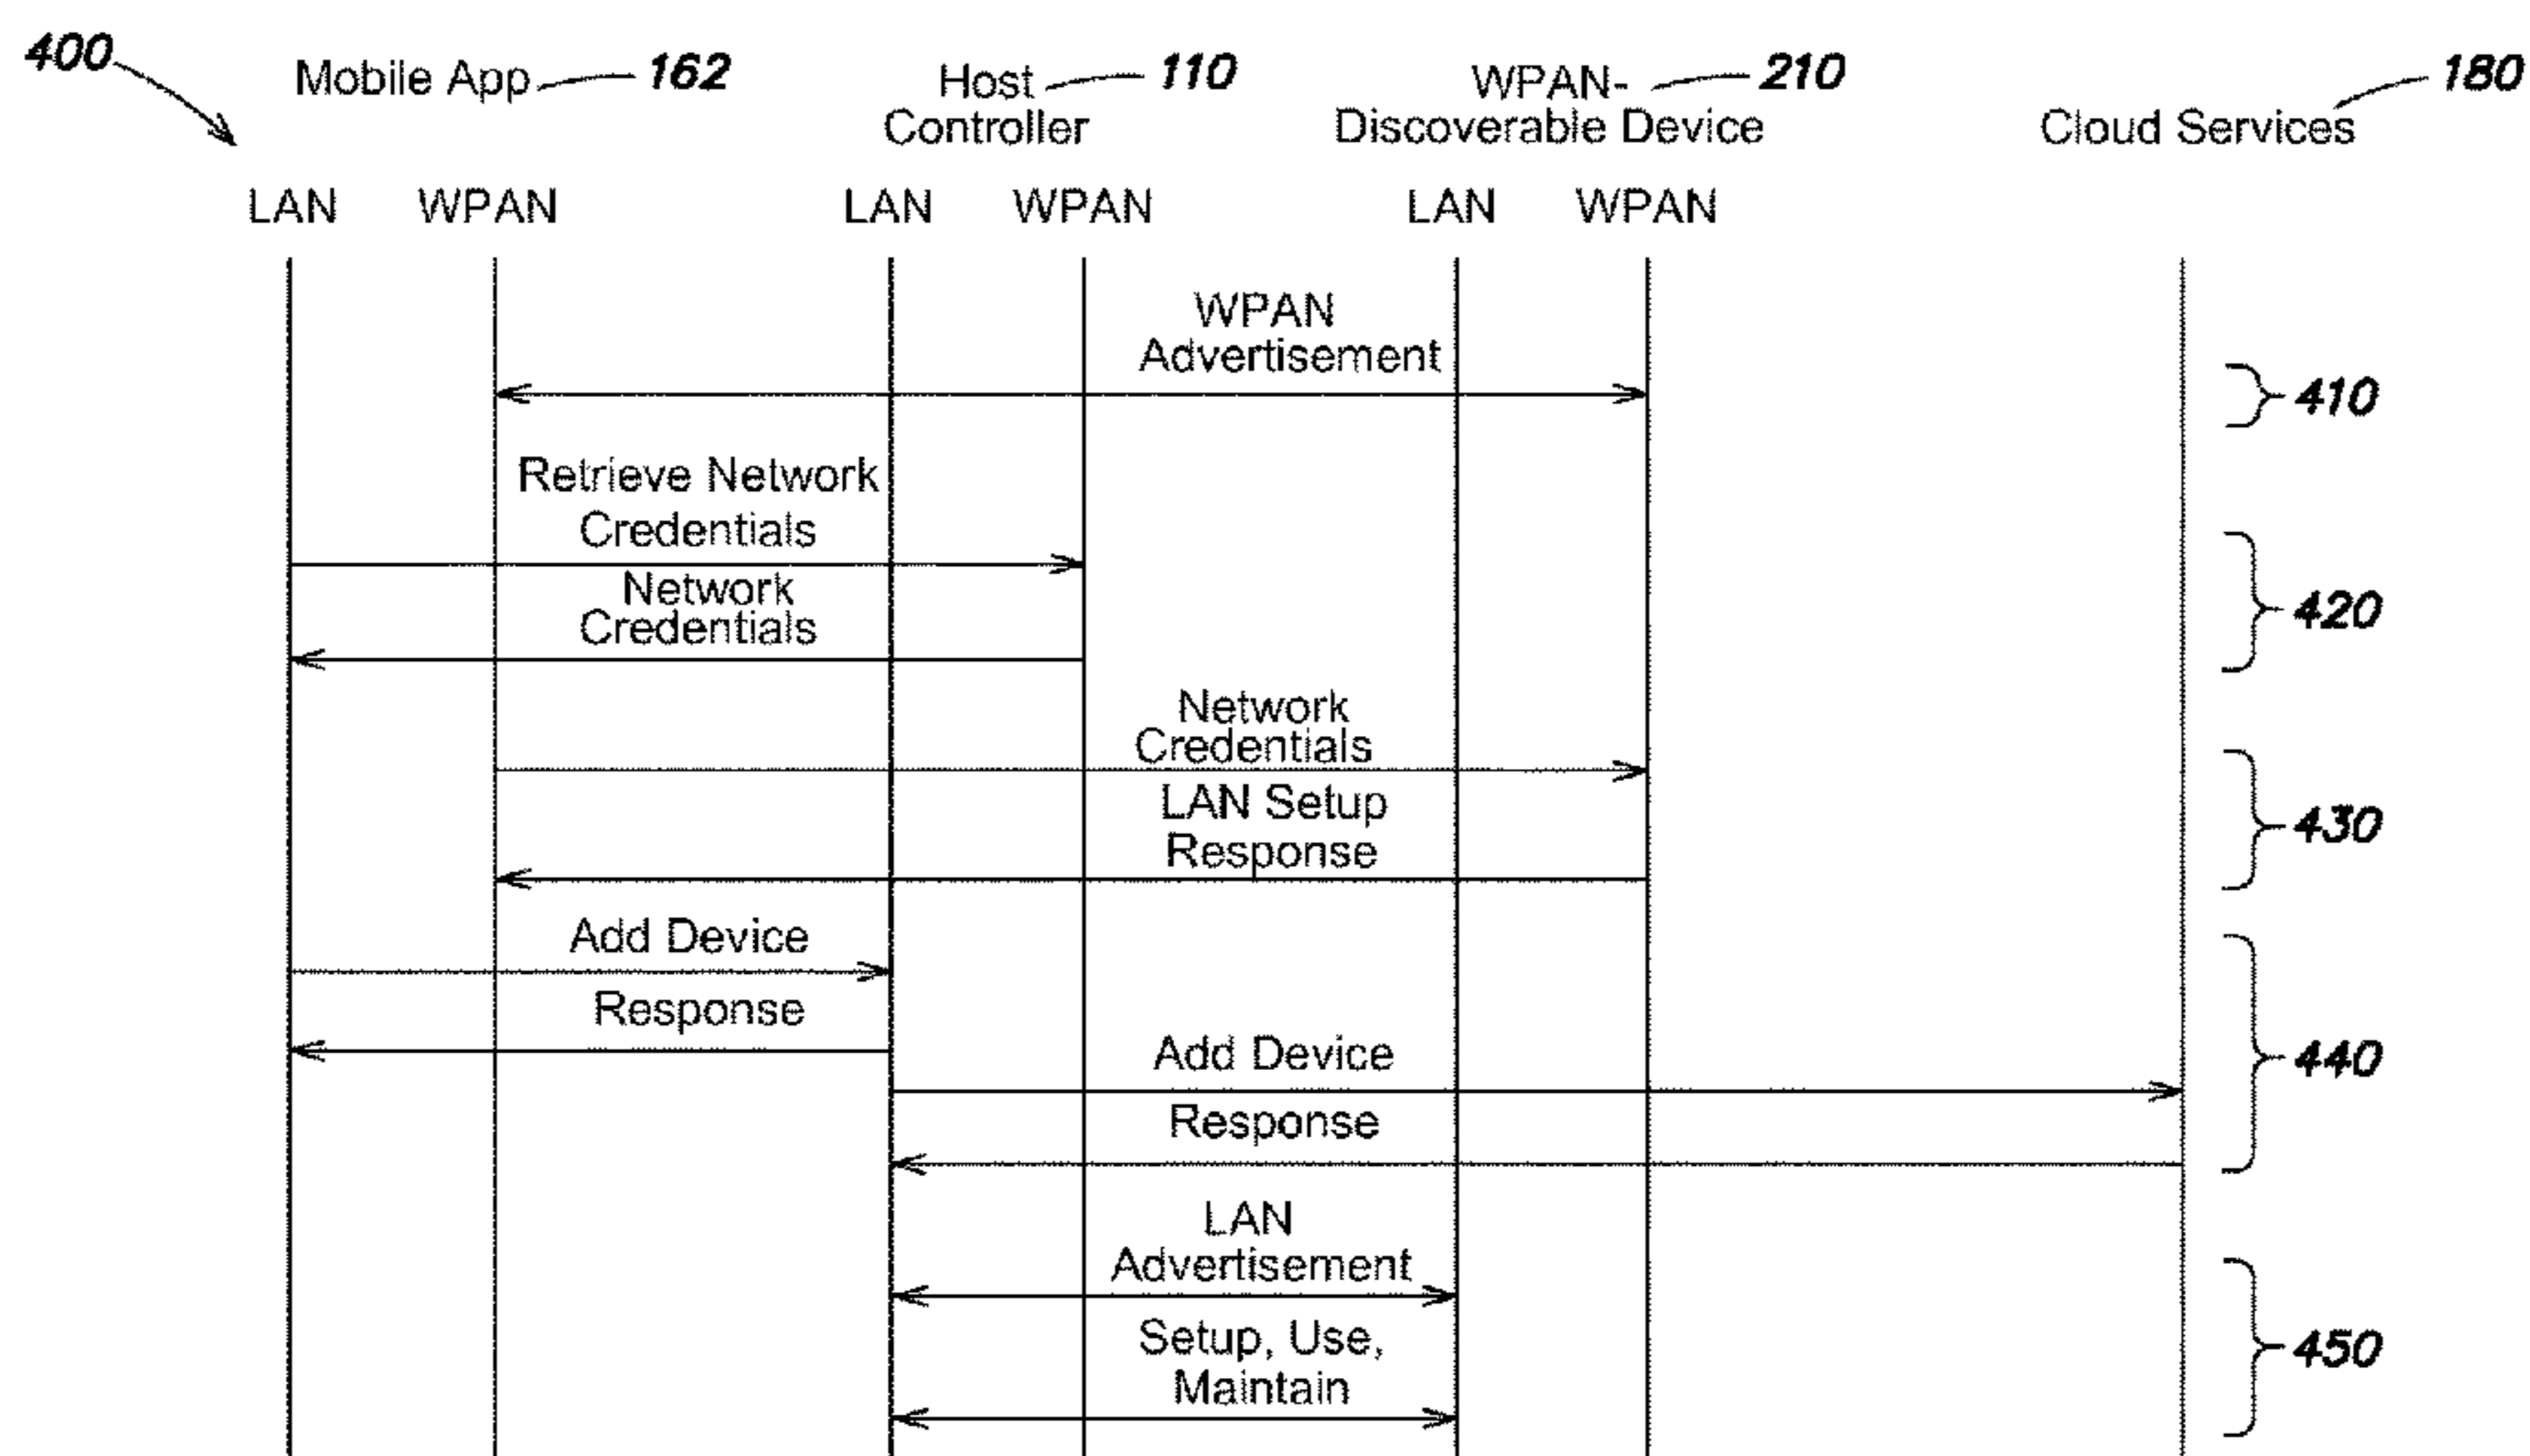 400
Mobile App 162
Host 110
Controller
WPAN- 210
Discoverable Device
180
Cloud Services
LAN WPAN LAN WPAN LAN WPAN
WPAN
Advertisement
410
Retrieve Network
Credentials
Network
Credentials
420
Network
Credentials
LAN Setup
Response
430
Add Device
Response
Add Device
Response
440
LAN
Advertisement
Setup, Use,
Maintain
450